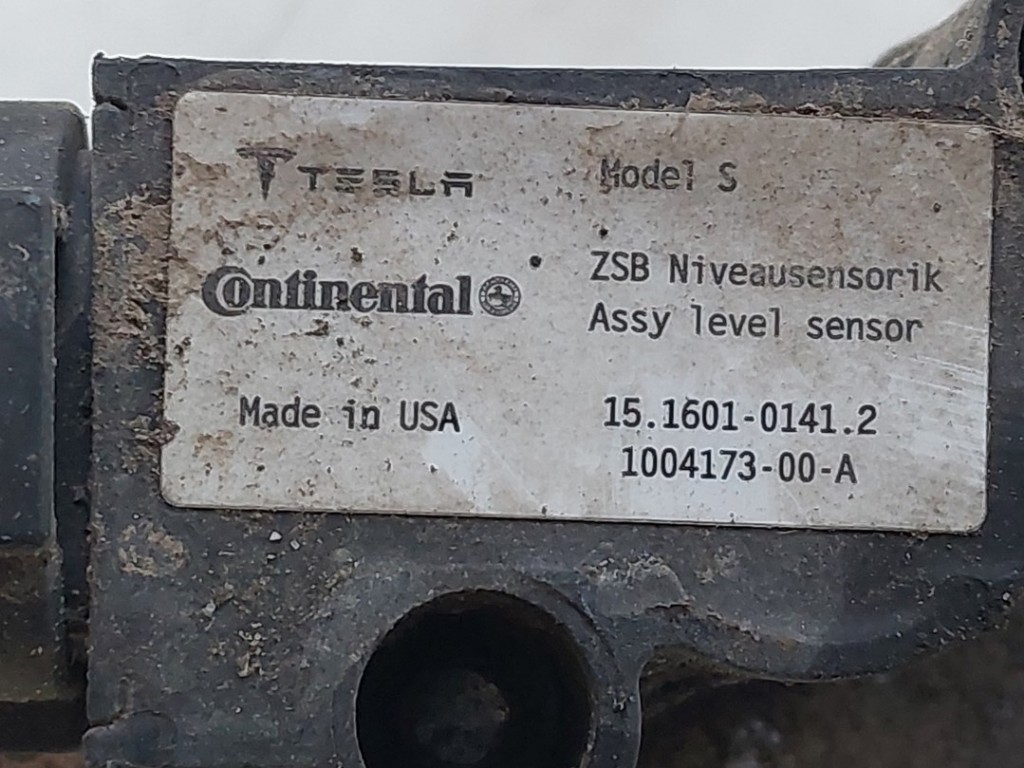 TESLA Model S
Continental ZSB Niveausensorik
Assy level sensor
Made in USA 15.1601-0141.2
1004173-00-A